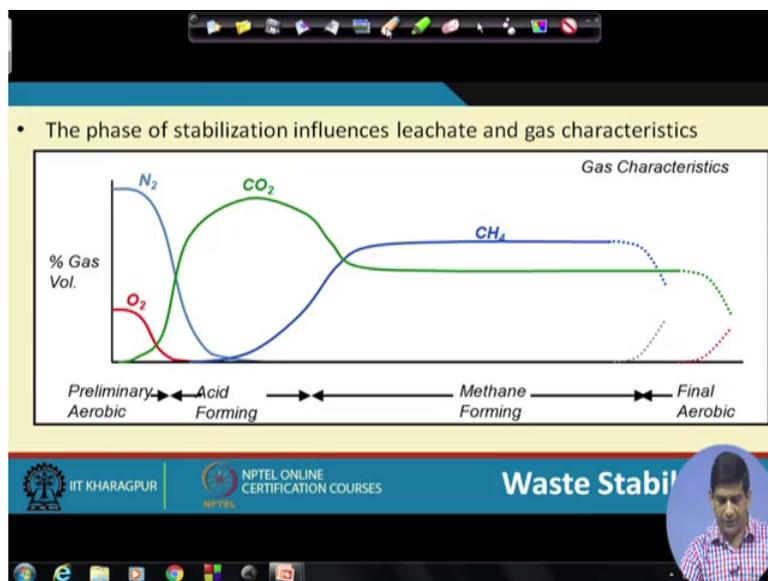 • The phase of stabilization influences leachate and gas characteristics
Gas Characteristics
N₂
CO₂
CH₄
% Gas
Vol.
O₂
Preliminary
Aerobic
Acid
Forming
Methane
Forming
Final
Aerobic
IIT KHARAGPUR
NPTEL ONLINE
CERTIFICATION COURSES
NPTEL
Waste Stabil